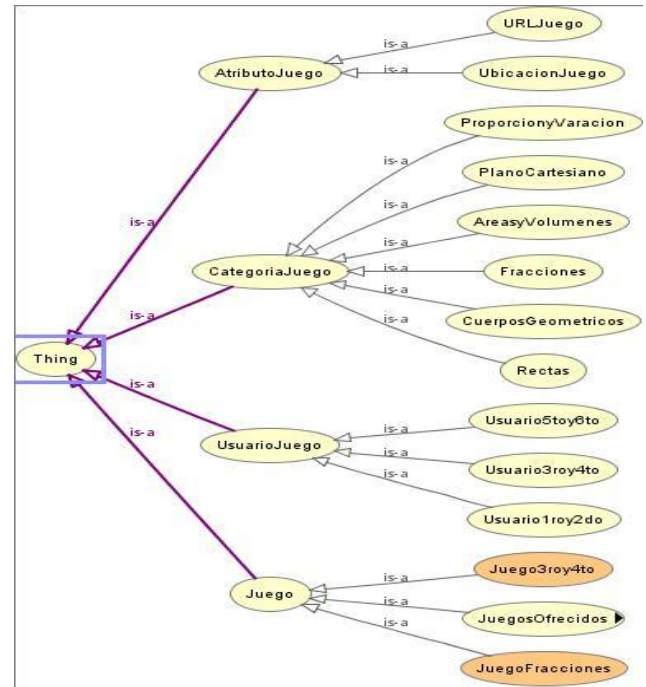 URLJuego
is-a
AtributoJuego
is-a
UbicacionJuego
ProporcionyVaracion
is-a
PlanoCartesiano
is-a
is-a
AreasyVolumenes
is-a
CategoriaJuego
is-a
Fracciones
is-a
is-a
CuerposGeometricos
is-a
Thing
Rectas
is-a
is-a
Usuario5toy6to
is-a
UsuarioJuego
is-a
Usuario3roy4to
is-a
Usuario1roy2do
Juego3roy4to
is-a
Juego
is-a
JuegosOfrecidos
is-a
JuegoFracciones